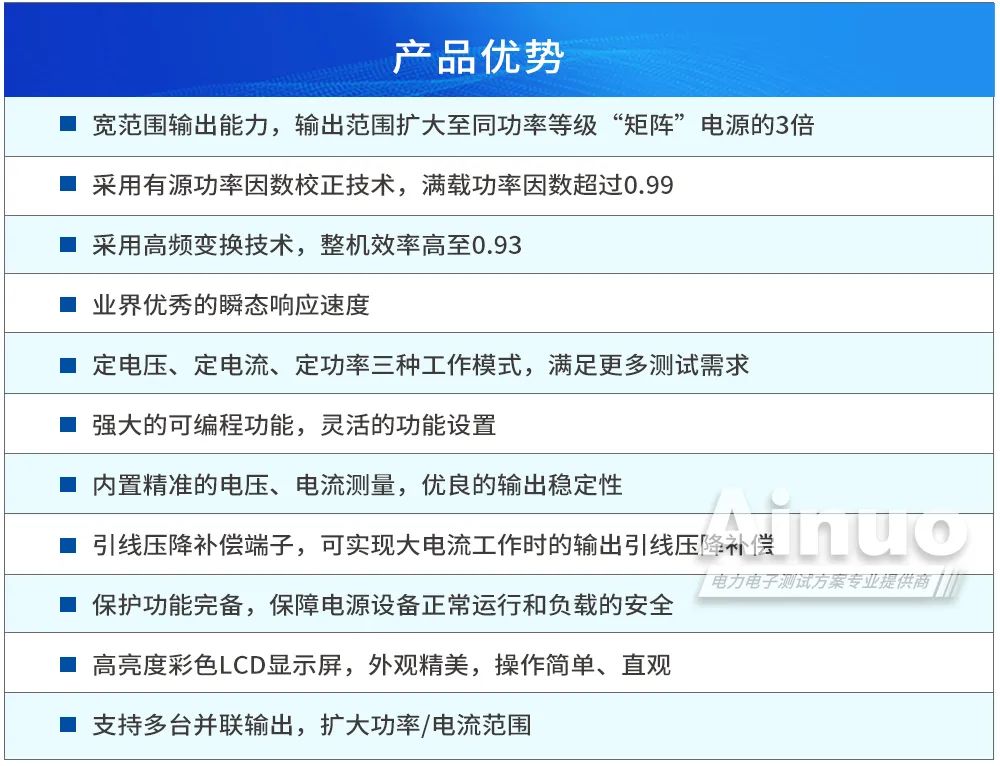 产品优势
宽范围输出能力，输出范围扩大至同功率等级“矩阵”电源的3倍
采用有源功率因数校正技术，满载功率因数超过0.99
采用高频变换技术，整机效率高至0.93
业界优秀的瞬态响应速度
定电压、定电流、定功率三种工作模式，满足更多测试需求
强大的可编程功能，灵活的功能设置
内置精准的电压、电流测量，优良的输出稳定性
引线压降补偿端子，可实现大电流工作时的输出引线压降补偿
Ainuo
电力电子测试方案专业提供商
保护功能完备，保障电源设备正常运行和负载的安全
高亮度彩色LCD显示屏，外观精美，操作简单、直观
支持多台并联输出，扩大功率/电流范围